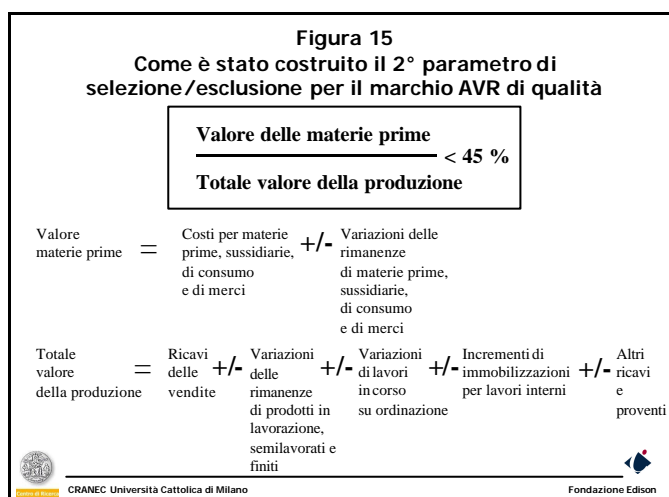 Figura 15
Come è stato costruito il 2° parametro di
selezione/esclusione per il marchio AVR di qualità
Valore delle materie prime
< 45 %
Totale valore della produzione
Valore
materie prime
=
Costi per materie
prime, sussidiarie,
di consumo
e di merci
+/-
Variazioni delle
rimanenze
di materie prime,
sussidiarie,
di consumo
e di merci
Totale
valore
della produzione
=
Ricavi
delle
vendite
+/-
Variazioni
delle
rimanenze
di prodotti in
lavorazione,
semilavorati e
finiti
+/-
Variazioni
di lavori
in corso
su ordinazione
+/-
Incrementi di
immobilizzazioni
per lavori interni
+/-
Altri
ricavi
e
proventi
Centro di Ricerca
CRANEC Università Cattolica di Milano
Fondazione Edison